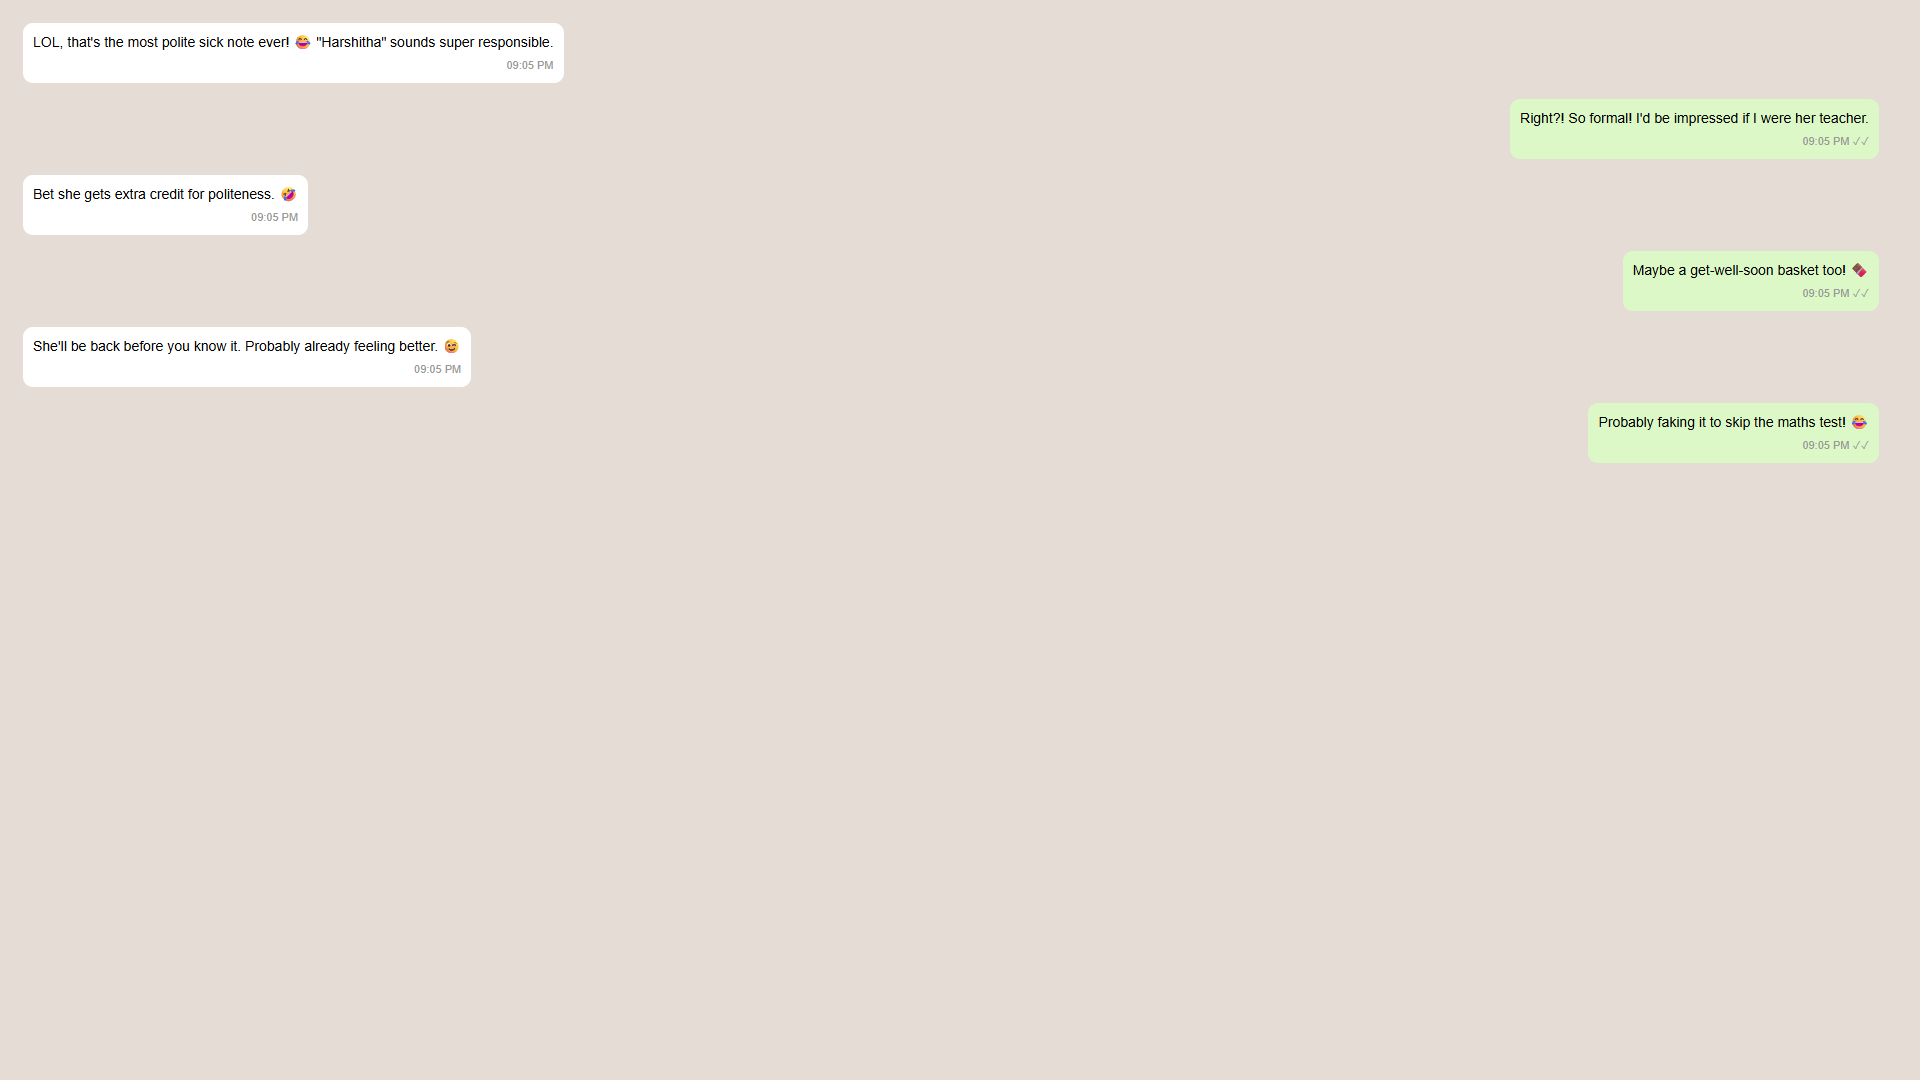 LOL, that's the most polite sick note ever! 😂 "Harshitha" sounds super responsible.
09:05 PM
Right?! So formal! I'd be impressed if I were her teacher.
09:05 PM ✓✓
Bet she gets extra credit for politeness. 🤣
09:05 PM
Maybe a get-well-soon basket too! 🍫
09:05 PM ✓✓
She'll be back before you know it. Probably already feeling better. 😉
09:05 PM
Probably faking it to skip the maths test! 😂
09:05 PM ✓✓